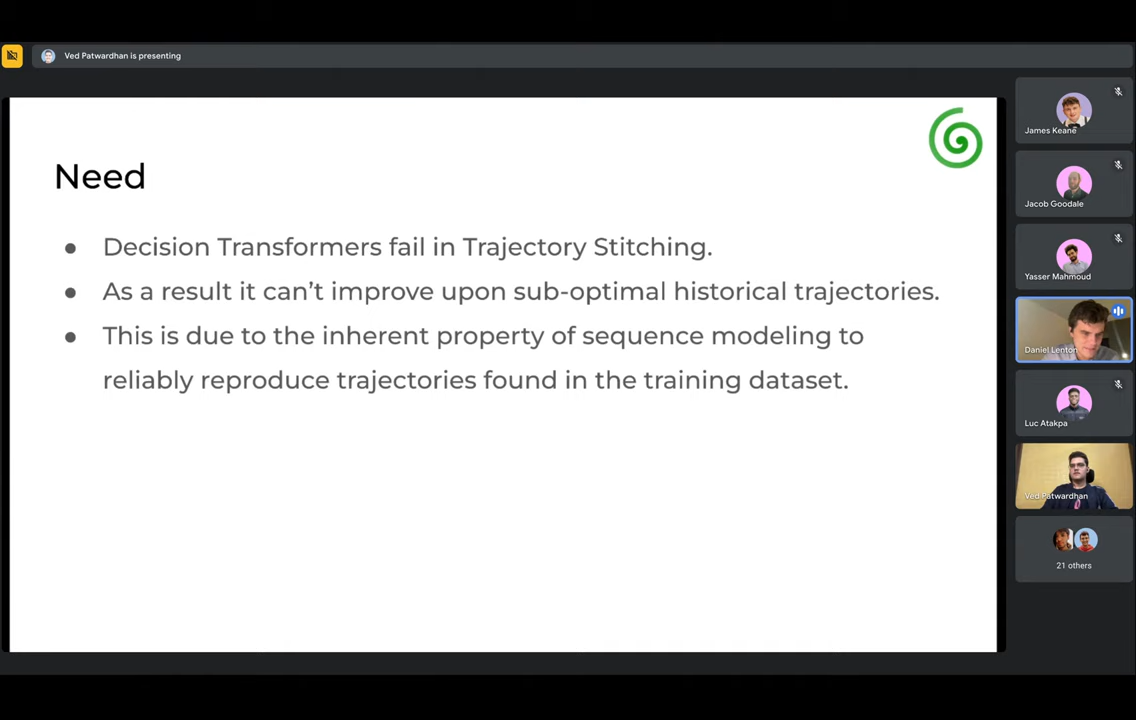 Ved Patwardhan is presenting
Need
● Decision Transformers fail in Trajectory Stitching.
● As a result it can't improve upon sub-optimal historical trajectories.
● This is due to the inherent property of sequence modeling to
reliably reproduce trajectories found in the training dataset.
James Keane
Jacob Goodale
Yasser Mahmoud
Daniel Lenton
Luc Atakpa
Ved Patwardhan
21 others